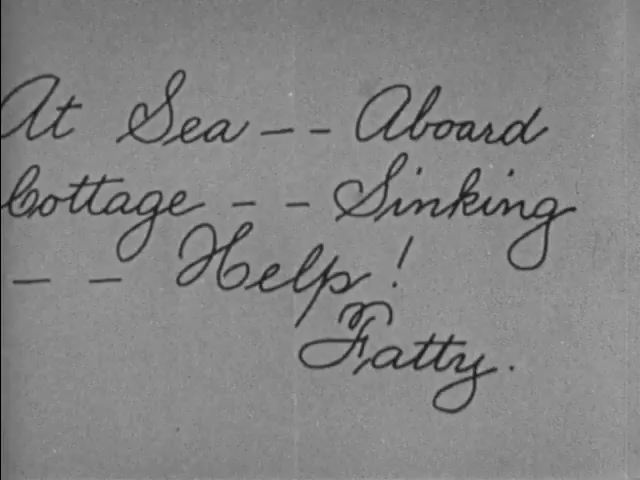 At Sea -- Aboard
Cottage -- Sinking
-- Help!
Fatty.